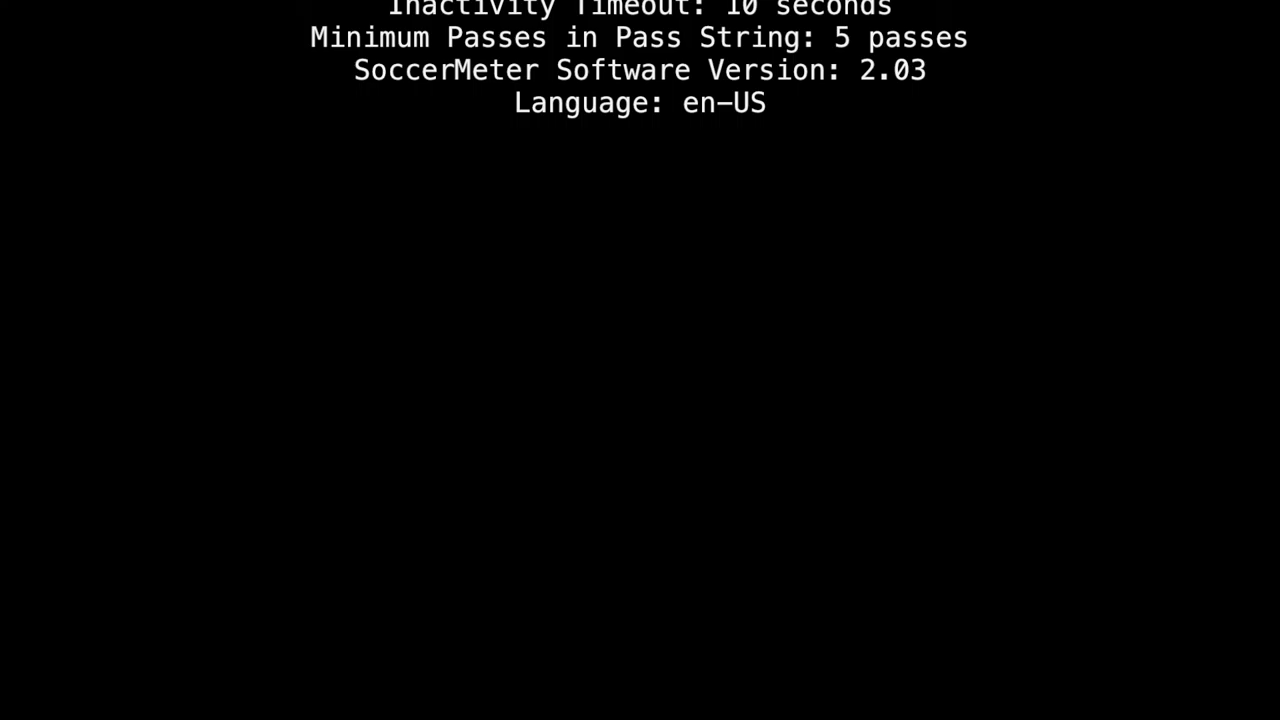 Inactivity Timeout: 10 seconds
Minimum Passes in Pass String: 5 passes
SoccerMeter Software Version: 2.03
Language: en-US